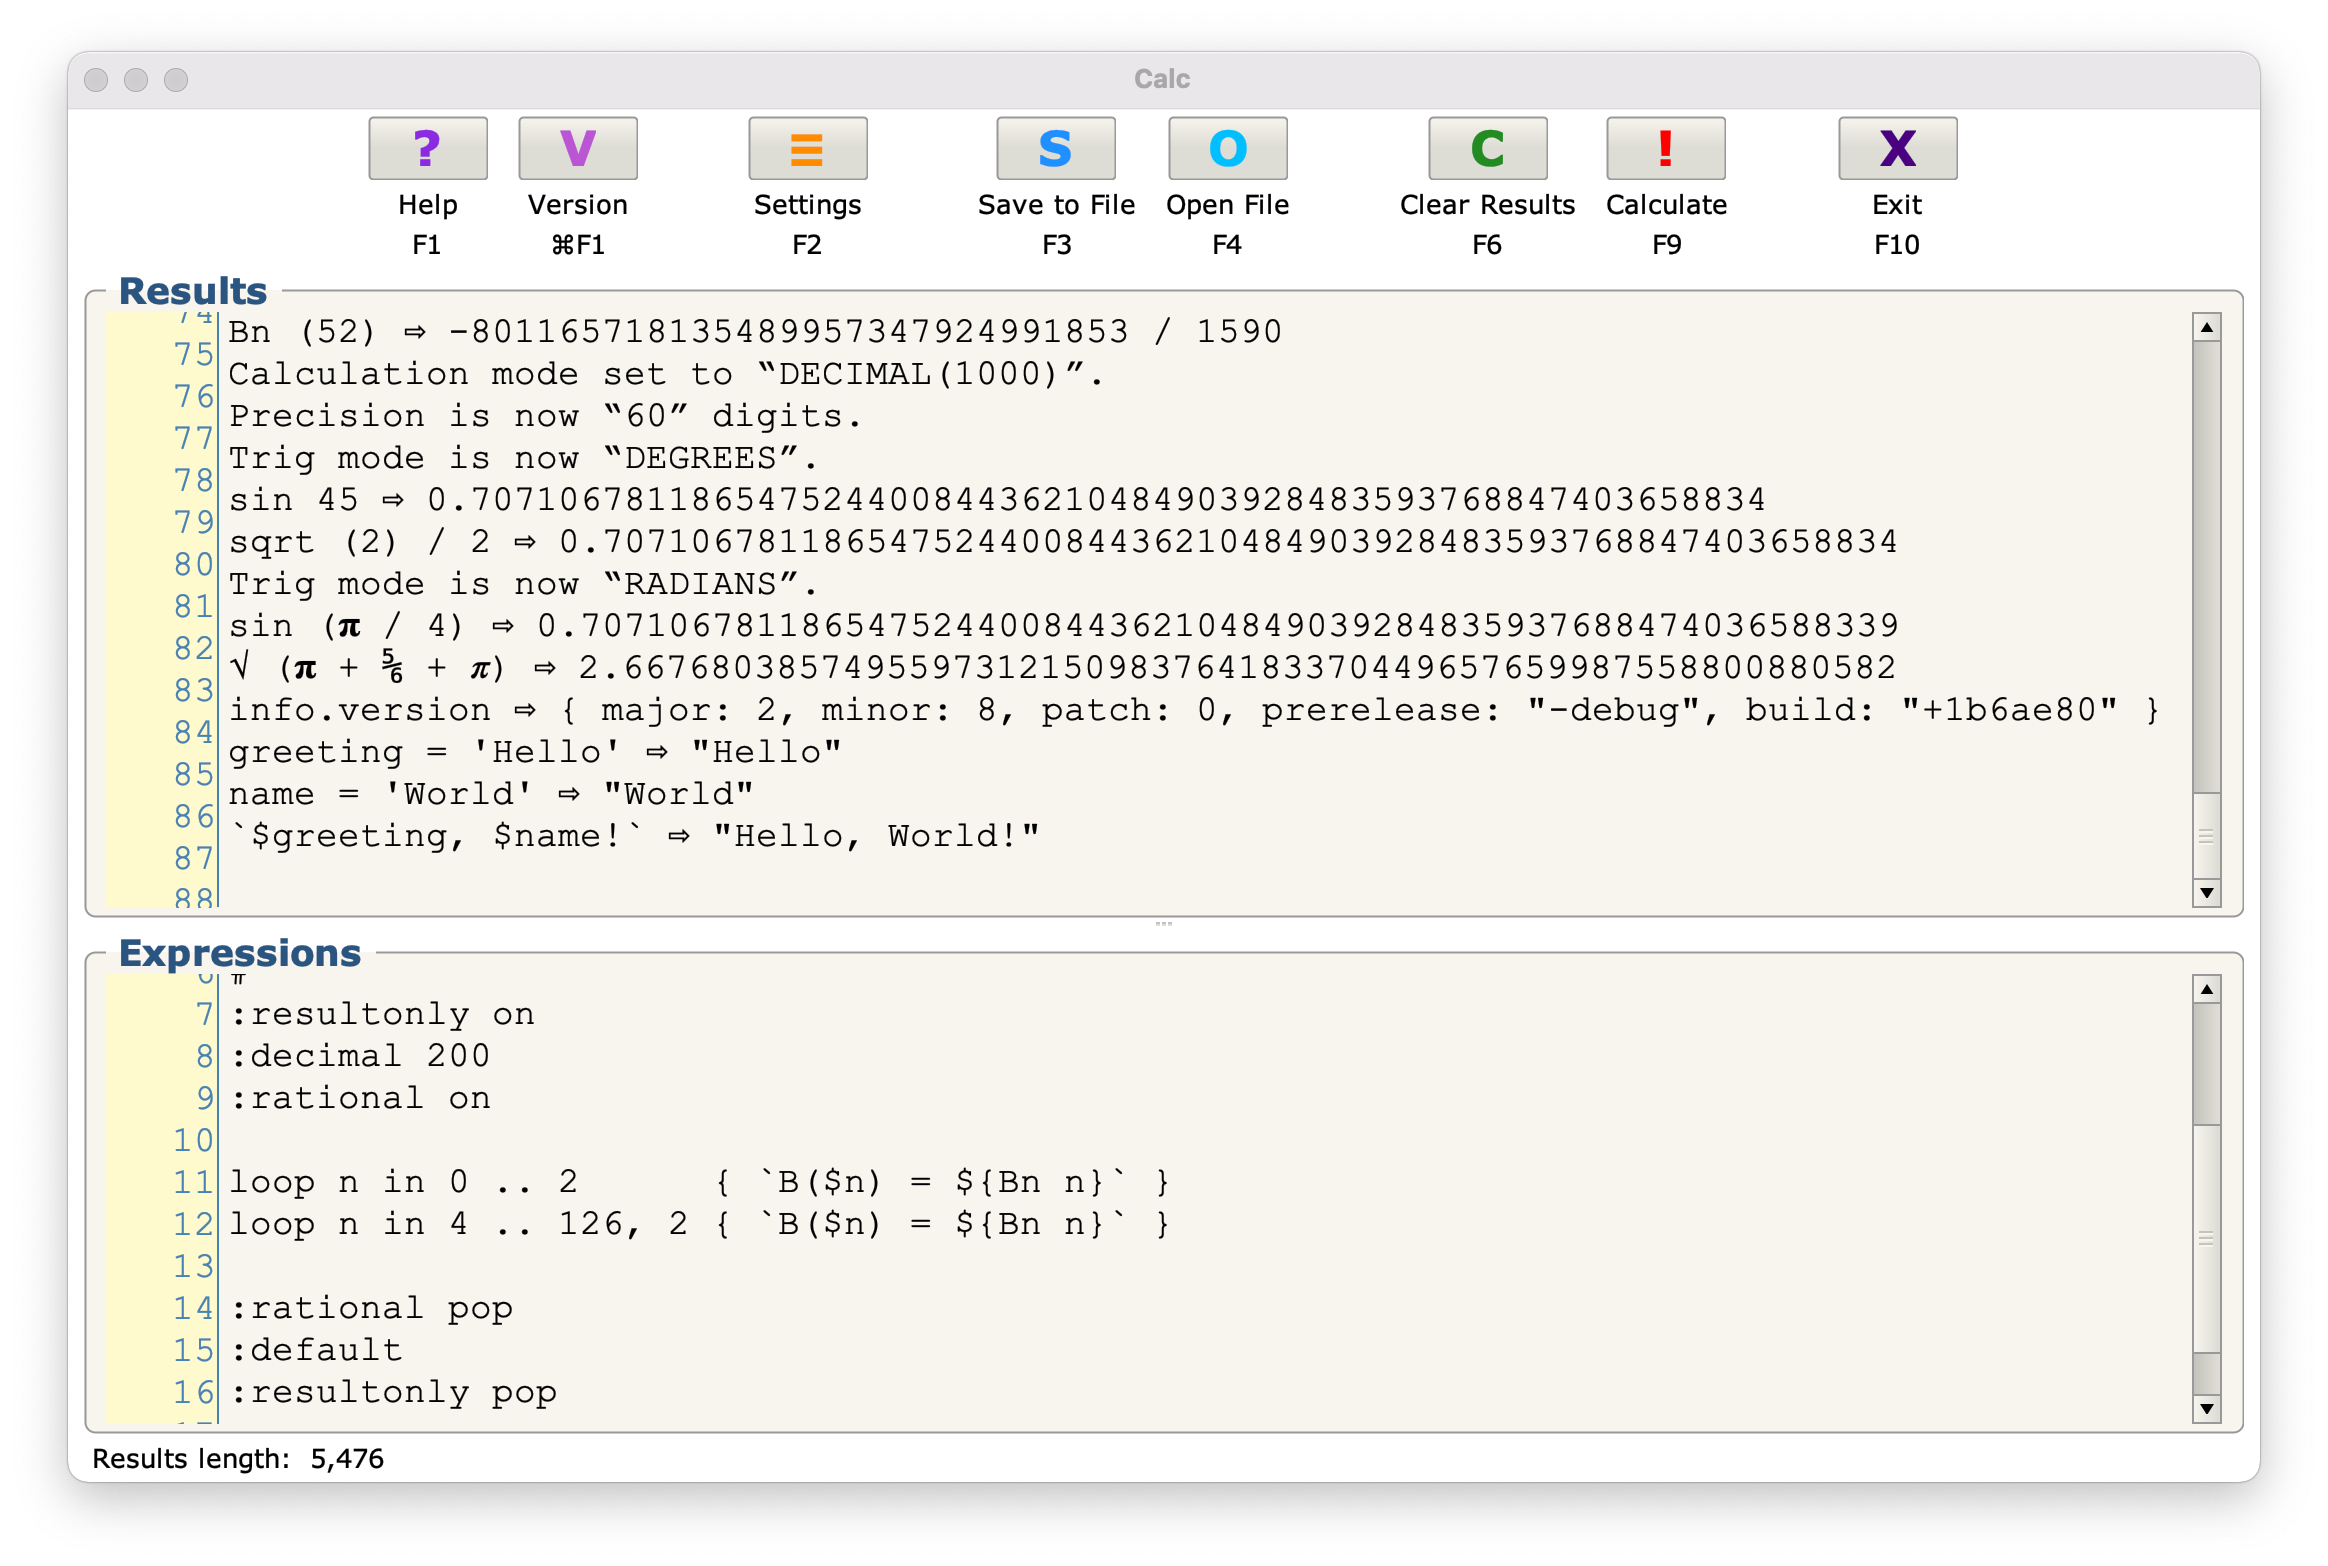 Calc
? V ≡ S O C ! X
Help Version Settings Save to File Open File Clear Results Calculate Exit
F1 ⌘F1 F2 F3 F4 F6 F9 F10
Results
74 Bn (52) ⇨ -801165718135489957347924991853 / 1590
75 Calculation mode set to “DECIMAL(1000)”.
76 Precision is now “60” digits.
77 Trig mode is now “DEGREES”.
78 sin 45 ⇨ 0.70710678118654752440084436210484903928483593768847403658834
79 sqrt (2) / 2 ⇨ 0.70710678118654752440084436210484903928483593768847403658834
80 Trig mode is now “RADIANS”.
81 sin (𝛑 / 4) ⇨ 0.707106781186547524400844362104849039284835937688474036588339
82 √ (𝛑 + ⅚ + 𝝅) ⇨ 2.6676803857495597312150983764183370449657659987558800880582
83 info.version ⇨ { major: 2, minor: 8, patch: 0, prerelease: "-debug", build: "+1b6ae80" }
84 greeting = 'Hello' ⇨ "Hello"
85 name = 'World' ⇨ "World"
86 `$greeting, $name!` ⇨ "Hello, World!"
87
88
Expressions
6 #
7 :resultonly on
8 :decimal 200
9 :rational on
10
11 loop n in 0 .. 2      { `B($n) = ${Bn n}` }
12 loop n in 4 .. 126, 2 { `B($n) = ${Bn n}` }
13
14 :rational pop
15 :default
16 :resultonly pop
Results length: 5,476